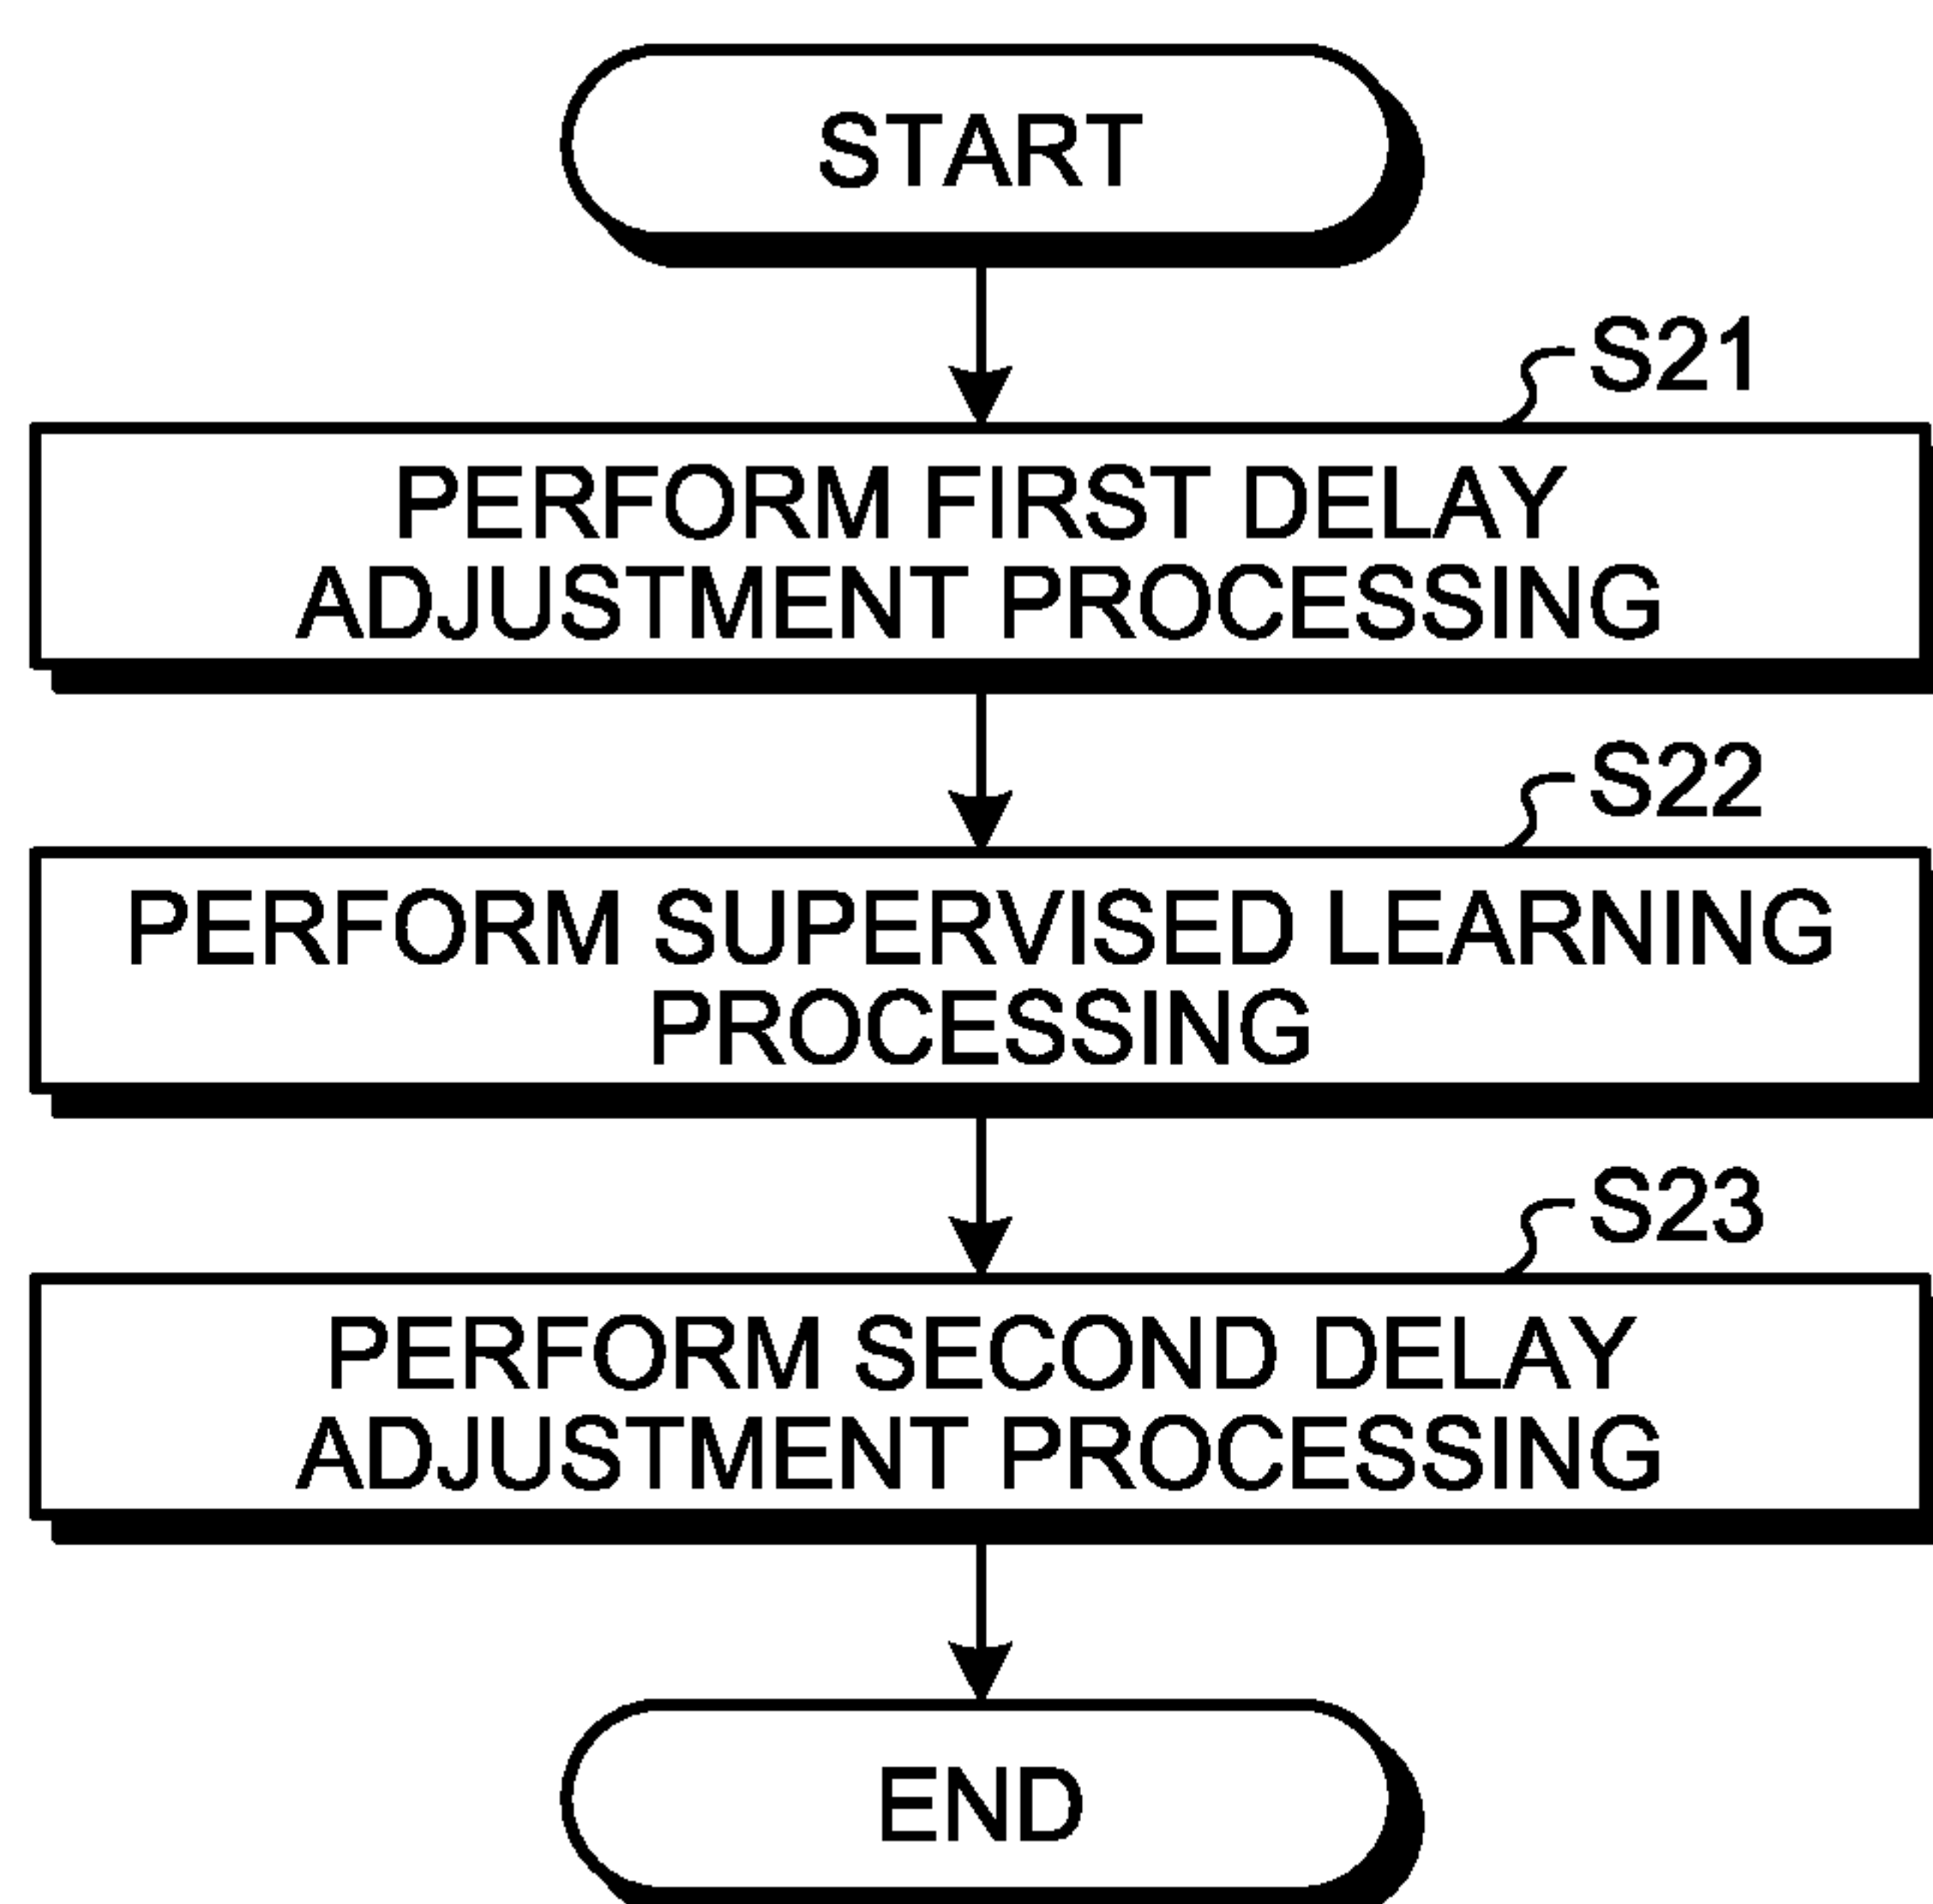 START
S21
PERFORM FIRST DELAY
ADJUSTMENT PROCESSING
S22
PERFORM SUPERVISED LEARNING
PROCESSING
S23
PERFORM SECOND DELAY
ADJUSTMENT PROCESSING
END